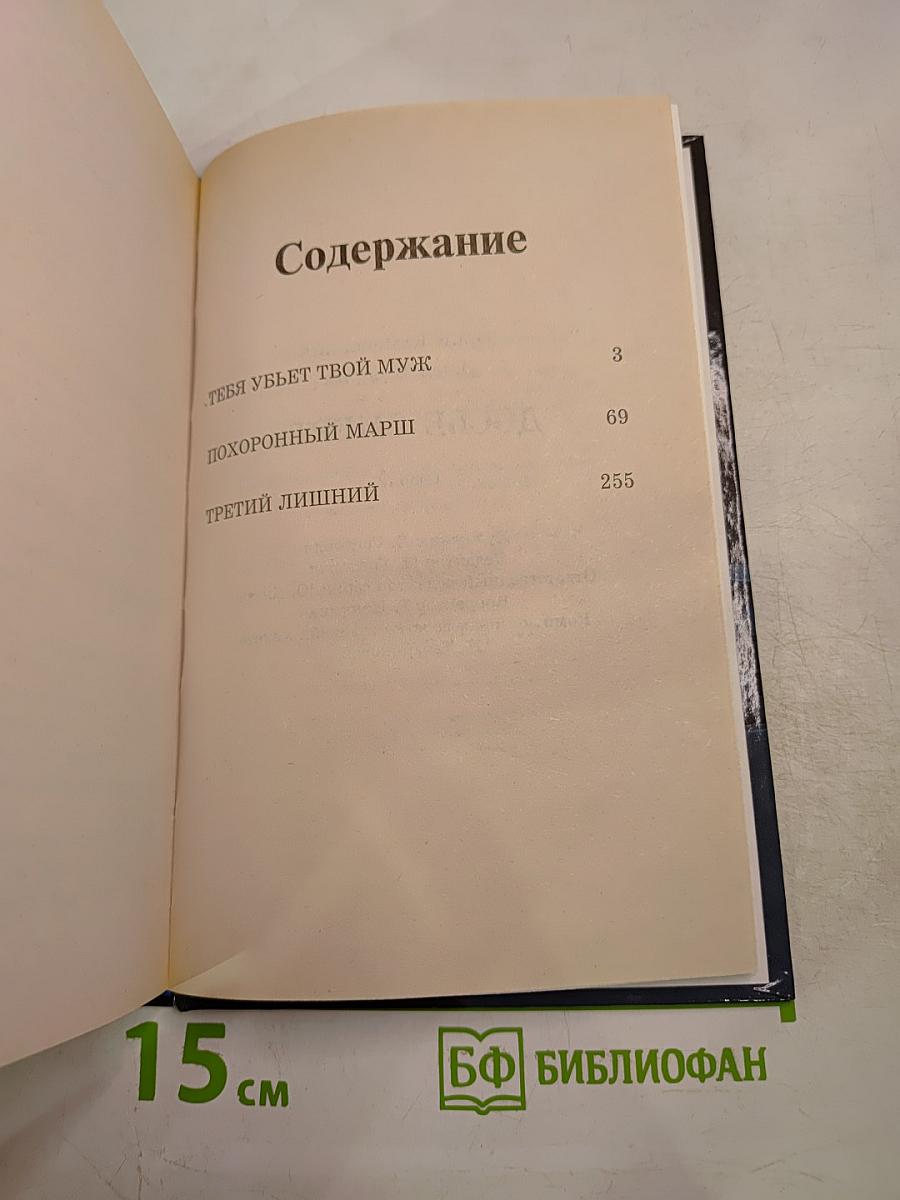 Содержание
ТЕБЯ УБЬЕТ ТВОЙ МУЖ 3
ПОХОРОННЫЙ МАРШ 69
ТРЕТИЙ ЛИШНИЙ 255
15 см
БФ БИБЛИОФАН